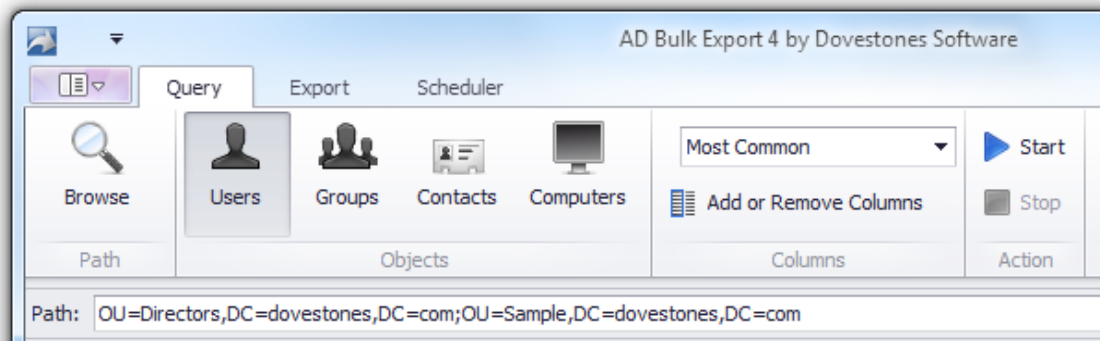 AD Bulk Export 4 by Dovestones Software
Query Export Scheduler
Most Common Start
Browse Users Groups Contacts Computers Add or Remove Columns Stop
Path Objects Columns Action
Path: OU=Directors,DC=dovestones,DC=com;OU=Sample,DC=dovestones,DC=com